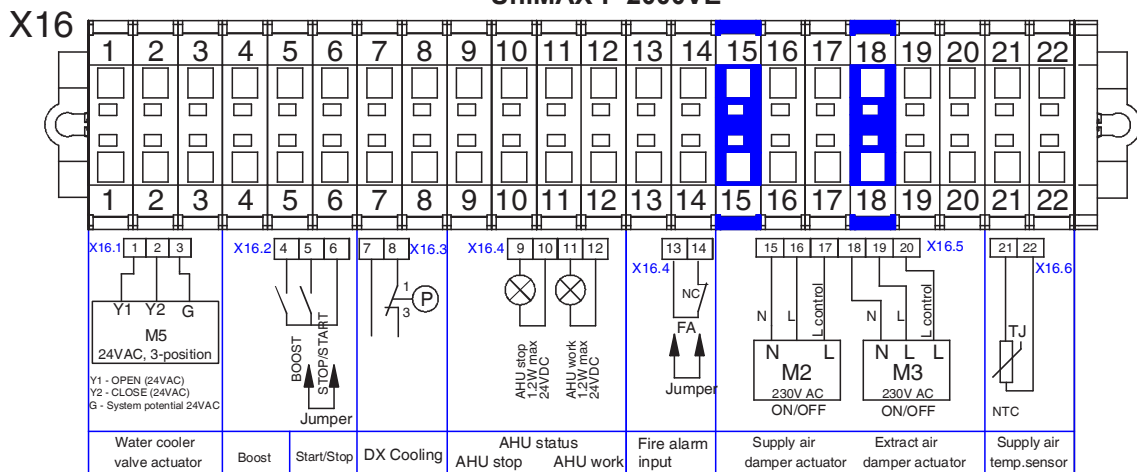 X16
1 2 3 4 5 6 7 8 9 10 11 12 13 14 15 16 17 18 19 20 21 22
1 2 3 4 5 6 7 8 9 10 11 12 13 14 15 16 17 18 19 20 21 22
X16.1 1 2 3
X16.2 4 5 6
7 8 X16.3
X16.4 9 10 11 12
13 14
X16.4
15 16 17 18 19 20 X16.5
21 22
X16.6
Y1 Y2 G
M5
24VAC, 3-position
Y1 - OPEN (24VAC)
Y2 - CLOSE (24VAC)
G - System potential 24VAC
BOOST
STOP/START
Jumper
1
P
3
AHU stop
1.2W max
24VDC
AHU work
1.2W max
24VDC
NC
FA
Jumper
N L L control
N L
M2
230V AC
ON/OFF
N L L control
N L L
M3
230V AC
ON/OFF
TJ
NTC
Water cooler
valve actuator
Boost
Start/Stop
DX Cooling
AHU status
AHU stop AHU work
Fire alarm
input
Supply air
damper actuator
Extract air
damper actuator
Supply air
temp.sensor